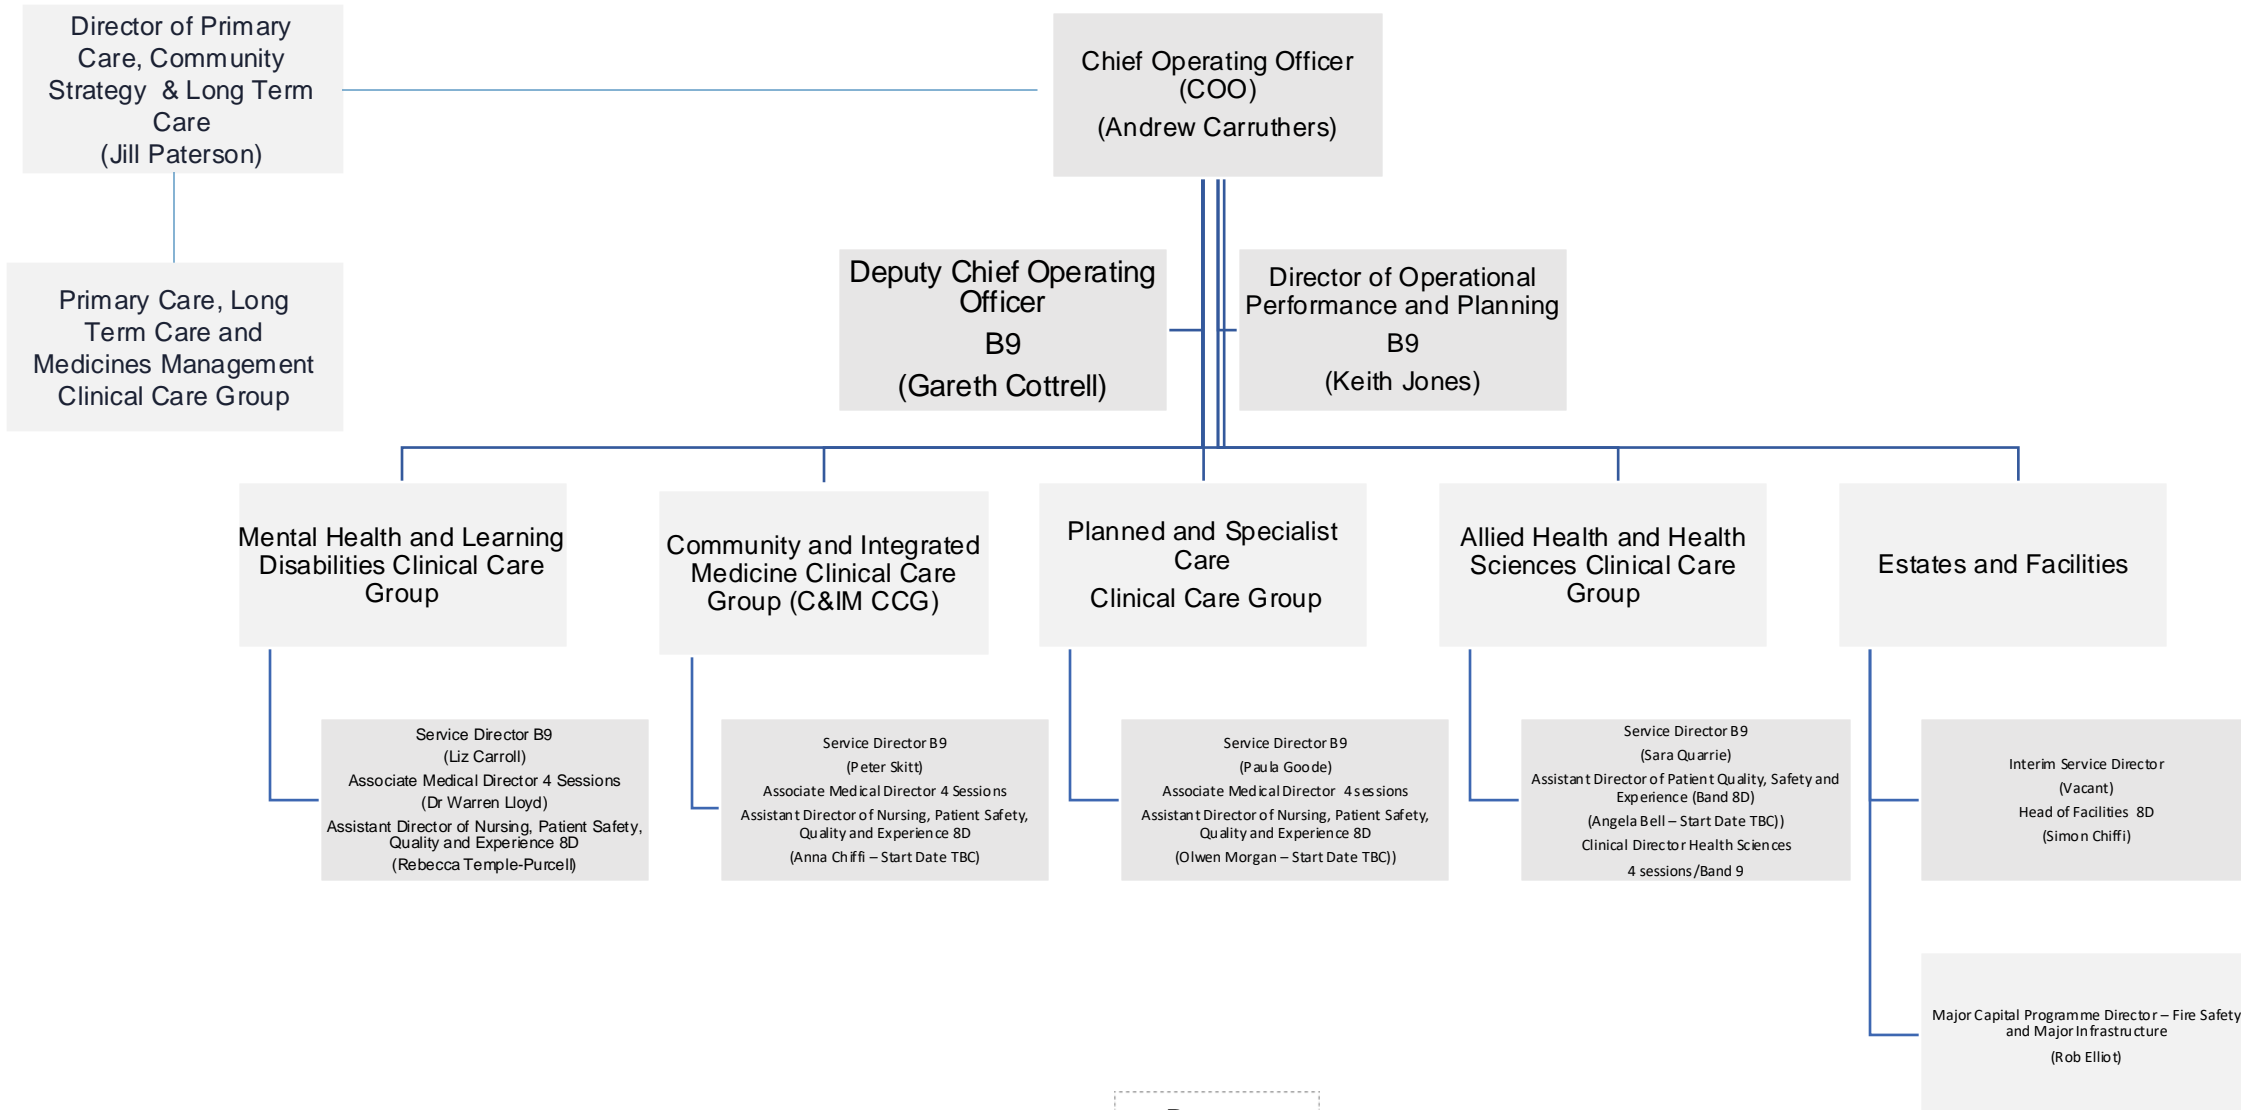 Director of Primary
Care, Community
Strategy & Long Term
Care
(Jill Paterson)
Chief Operating Officer
(COO)
(Andrew Carruthers)
Primary Care, Long
Term Care and
Medicines Management
Clinical Care Group
Deputy Chief Operating
Officer
B9
(Gareth Cottrell)
Director of Operational
Performance and Planning
B9
(Keith Jones)
Mental Health and Learning
Disabilities Clinical Care
Group
Community and Integrated
Medicine Clinical Care
Group (C&IM CCG)
Planned and Specialist
Care
Clinical Care Group
Allied Health and Health
Sciences Clinical Care
Group
Estates and Facilities
Service Director B9
(Liz Carroll)
Associate Medical Director 4 Sessions
(Dr Warren Lloyd)
Assistant Director of Nursing, Patient Safety,
Quality and Experience 8D
(Rebecca Temple-Purcell)
Service Director B9
(Peter Skitt)
Associate Medical Director 4 Sessions
Assistant Director of Nursing, Patient Safety,
Quality and Experience 8D
(Anna Chiffi – Start Date TBC)
Service Director B9
(Paula Goode)
Associate Medical Director 4 sessions
Assistant Director of Nursing, Patient Safety,
Quality and Experience 8D
(Olwen Morgan – Start Date TBC))
Service Director B9
(Sara Quarrie)
Assistant Director of Patient Quality, Safety and
Experience (Band 8D)
(Angela Bell – Start Date TBC))
Clinical Director Health Sciences
4 sessions/Band 9
Interim Service Director
(Vacant)
Head of Facilities 8D
(Simon Chiffi)
Major Capital Programme Director – Fire Safety
and Major Infrastructure
(Rob Elliot)